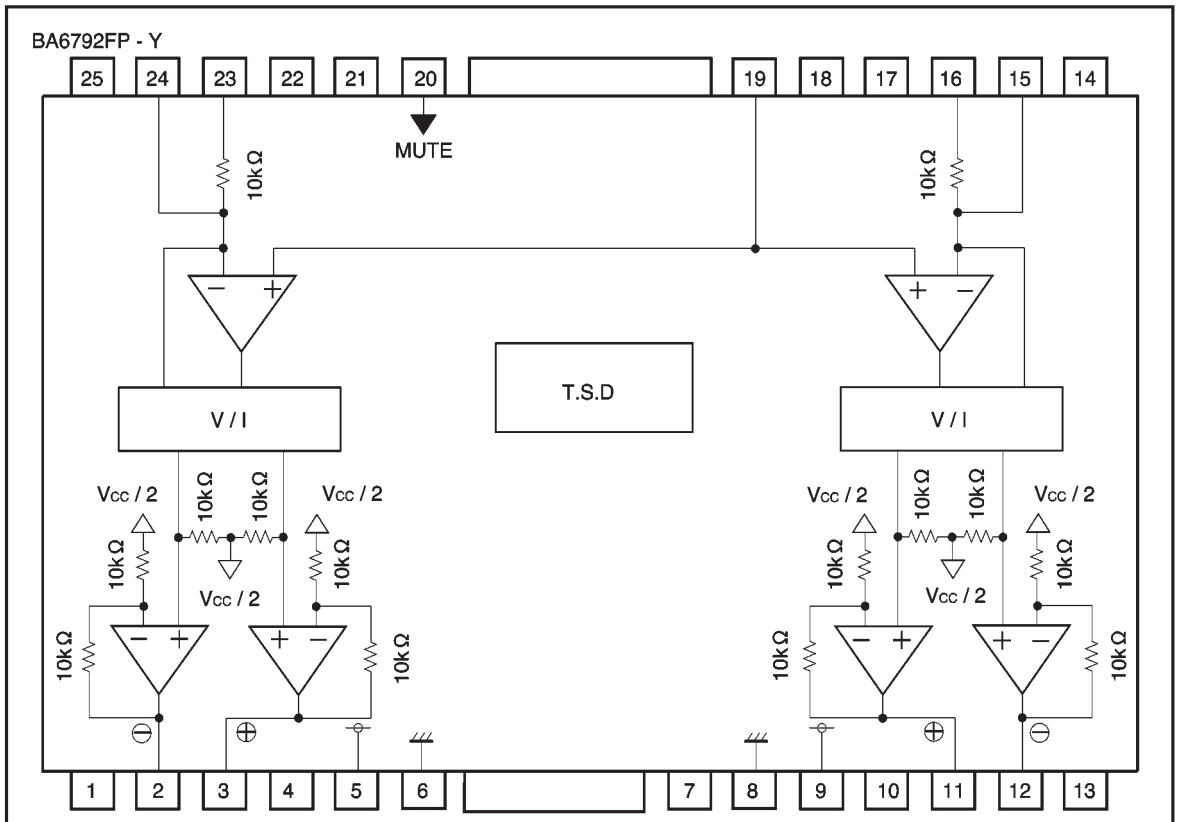 BA6792FP - Y
25 24 23 22 21 20 19 18 17 16 15 14
MUTE
10kΩ 10kΩ
− + + −
T.S.D
V / I V / I
VCC / 2 10kΩ 10kΩ VCC / 2 VCC / 2 10kΩ 10kΩ VCC / 2
10kΩ 10kΩ 10kΩ 10kΩ
VCC / 2 VCC / 2
10kΩ − + + − 10kΩ 10kΩ − + + − 10kΩ
⊖ ⊕ ⊕ ⊖
1 2 3 4 5 6 7 8 9 10 11 12 13